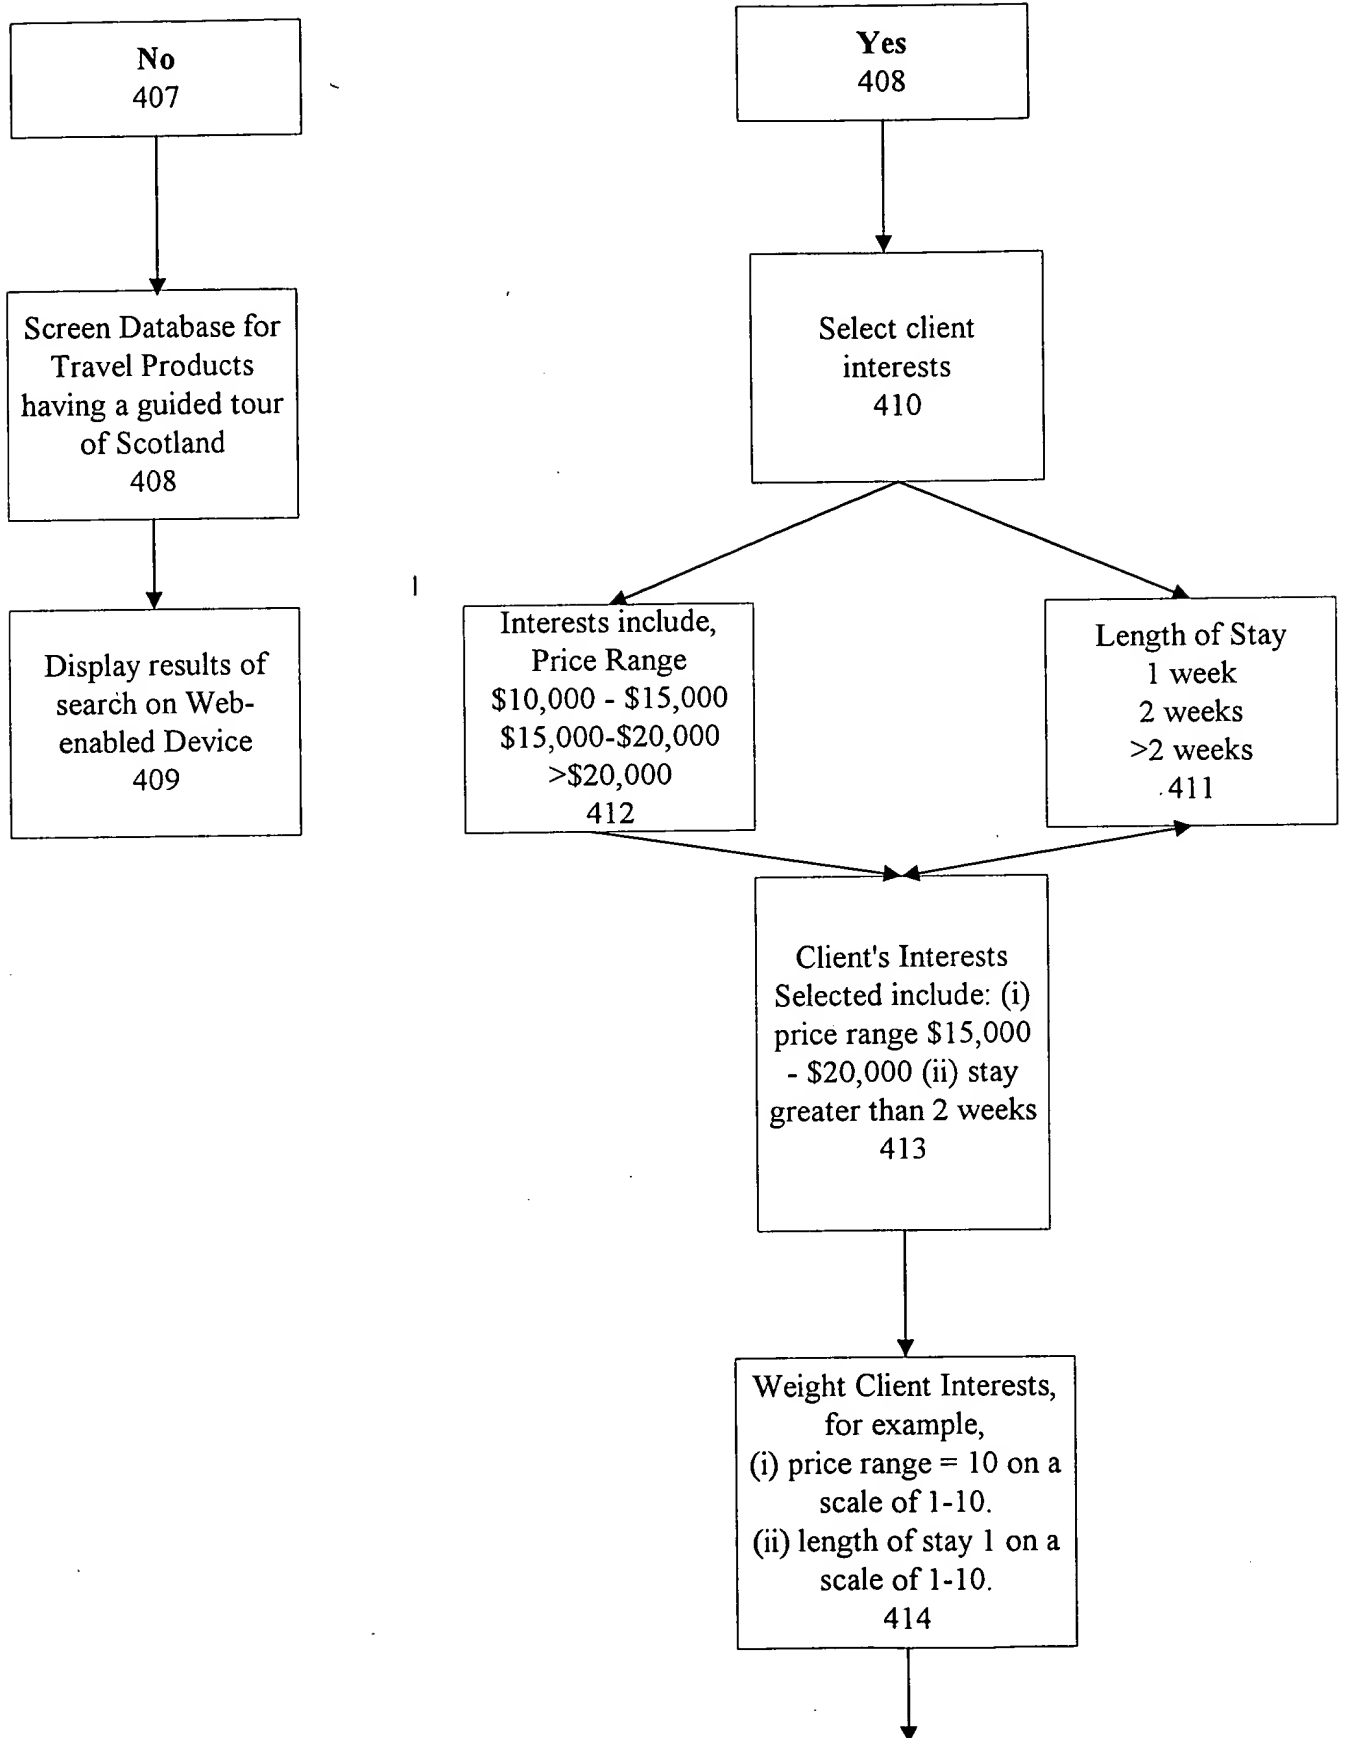 No
407
Screen Database for
Travel Products
having a guided tour
of Scotland
408
Display results of
search on Web-
enabled Device
409
Yes
408
Select client
interests
410
Interests include,
Price Range
$10,000 - $15,000
$15,000-$20,000
>$20,000
412
Length of Stay
1 week
2 weeks
>2 weeks
411
Client's Interests
Selected include: (i)
price range $15,000
- $20,000 (ii) stay
greater than 2 weeks
413
Weight Client Interests,
for example,
(i) price range = 10 on a
scale of 1-10.
(ii) length of stay 1 on a
scale of 1-10.
414